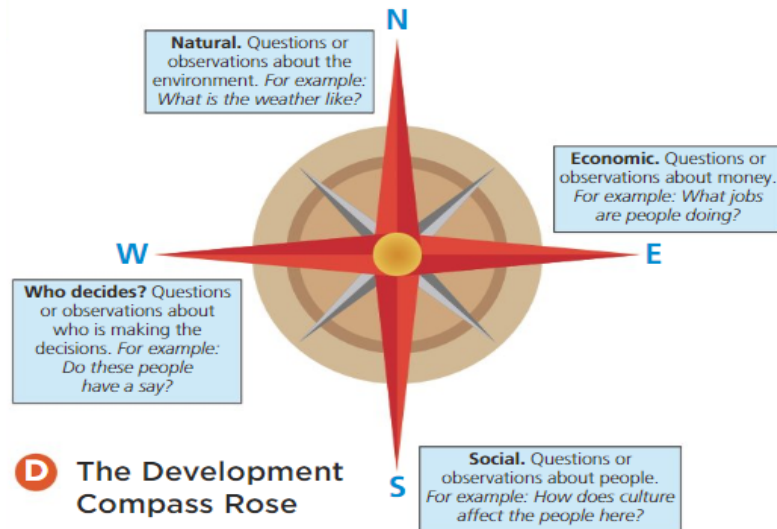 N
Natural. Questions or
observations about the
environment. For example:
What is the weather like?
Economic. Questions or
observations about money.
For example: What jobs
are people doing?
W
E
Who decides? Questions
or observations about
who is making the
decisions. For example:
Do these people
have a say?
D
The Development
Compass Rose
S
Social. Questions or
observations about people.
For example: How does culture
affect the people here?